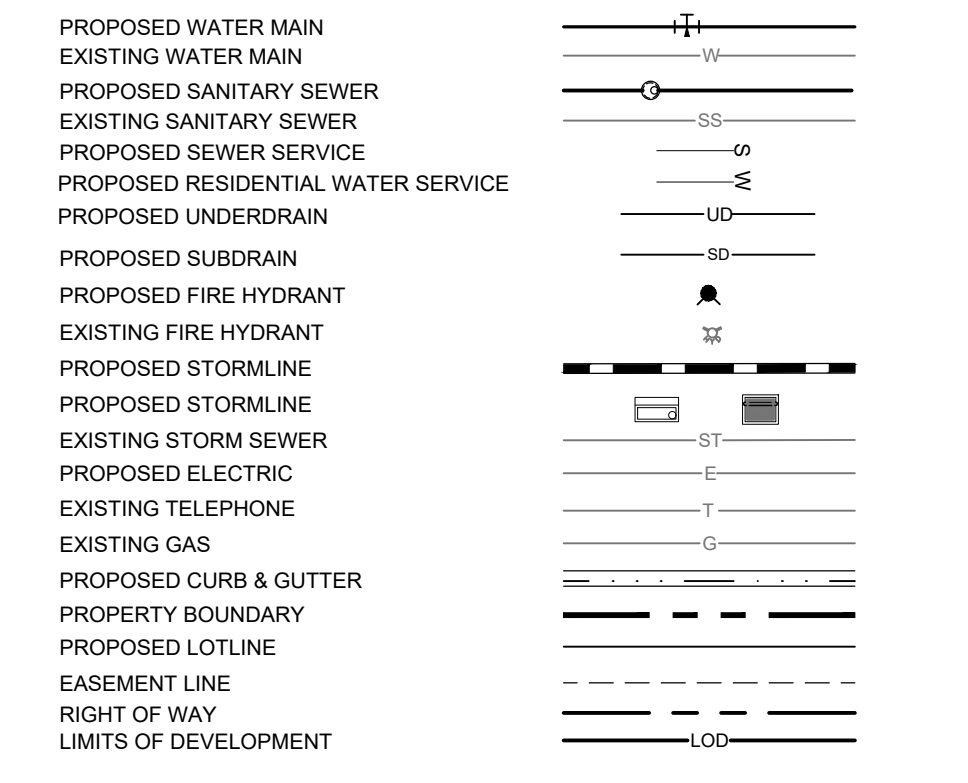 PROPOSED WATER MAIN
EXISTING WATER MAIN W
PROPOSED SANITARY SEWER
EXISTING SANITARY SEWER SS
PROPOSED SEWER SERVICE S
PROPOSED RESIDENTIAL WATER SERVICE W
PROPOSED UNDERDRAIN UD
PROPOSED SUBDRAIN SD
PROPOSED FIRE HYDRANT
EXISTING FIRE HYDRANT
PROPOSED STORMLINE
PROPOSED STORMLINE
EXISTING STORM SEWER ST
PROPOSED ELECTRIC E
EXISTING TELEPHONE T
EXISTING GAS G
PROPOSED CURB & GUTTER
PROPERTY BOUNDARY
PROPOSED LOTLINE
EASEMENT LINE
RIGHT OF WAY
LIMITS OF DEVELOPMENT LOD